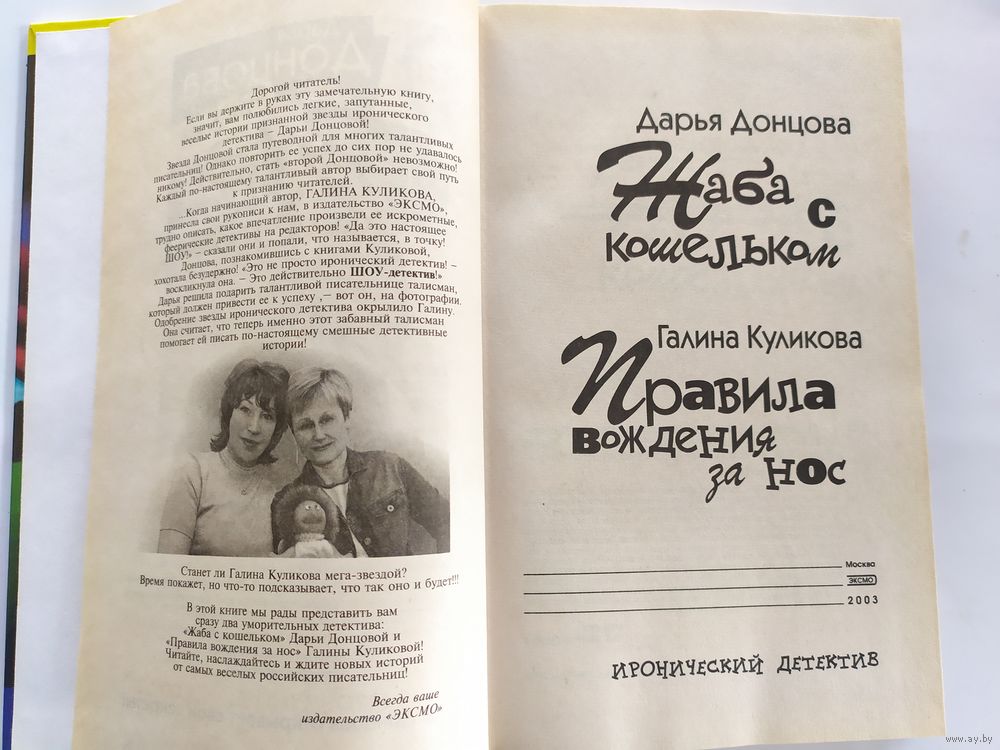 Дорогой читатель!
Если вы держите в руках эту замечательную книгу,
значит, вам полюбились легкие, запутанные,
веселые истории признанной звезды иронического
детектива – Дарьи Донцовой!
Звезда Донцовой стала путеводной для многих талантливых
писательниц! Однако повторить ее успех до сих пор не удавалось
никому! Действительно, стать «второй Донцовой» невозможно!
Каждый по-настоящему талантливый автор выбирает свой путь
к признанию читателей.
...Когда начинающий автор, ГАЛИНА КУЛИКОВА,
принесла свои рукописи к нам, в издательство «ЭКСМО»,
трудно описать, какое впечатление произвели ее искрометные,
феерические детективы на редакторов! «Да это настоящее
ШОУ!» – сказали они и попали, что называется, в точку!
Донцова, познакомившись с книгами Куликовой,
хохотала безудержно! «Это не просто иронический детектив! –
воскликнула она. – Это действительно ШОУ-детектив!»
Дарья решила подарить талантливой писательнице талисман,
который должен привести ее к успеху ,– вот он, на фотографии.
Одобрение звезды иронического детектива окрылило Галину.
Она считает, что теперь именно этот забавный талисман
помогает ей писать по-настоящему смешные детективные
истории!
Станет ли Галина Куликова мега-звездой?
Время покажет, но что-то подсказывает, что так оно и будет!!!
В этой книге мы рады представить вам
сразу два уморительных детектива:
«Жаба с кошельком» Дарьи Донцовой и
«Правила вождения за нос» Галины Куликовой!
Читайте, наслаждайтесь и ждите новых историй
от самых веселых российских писательниц!
Всегда ваше
издательство «ЭКСМО»
Дарья Донцова
Жаба с
кошельком
Галина Куликова
Правила
вождения
за нос
Москва
ЭКСМО
2003
ИРОНИЧЕСКИЙ ДЕТЕКТИВ
www.ay.by